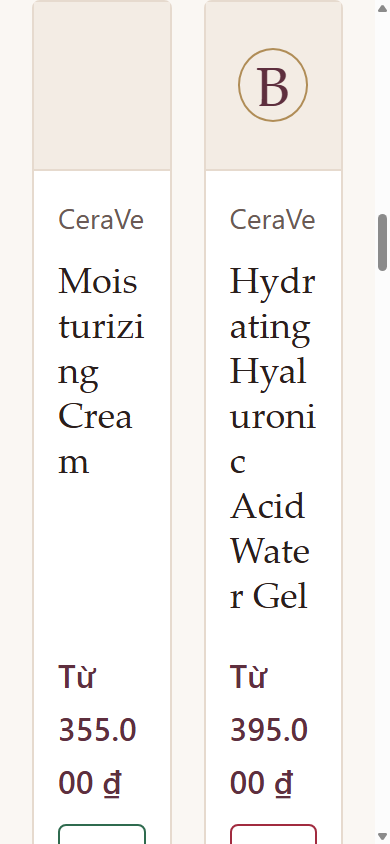 B
CeraVe
Mois
turizi
ng
Crea
m
Từ
355.0
00 ₫
CeraVe
Hydr
ating
Hyal
uroni
c
Acid
Wate
r Gel
Từ
395.0
00 ₫